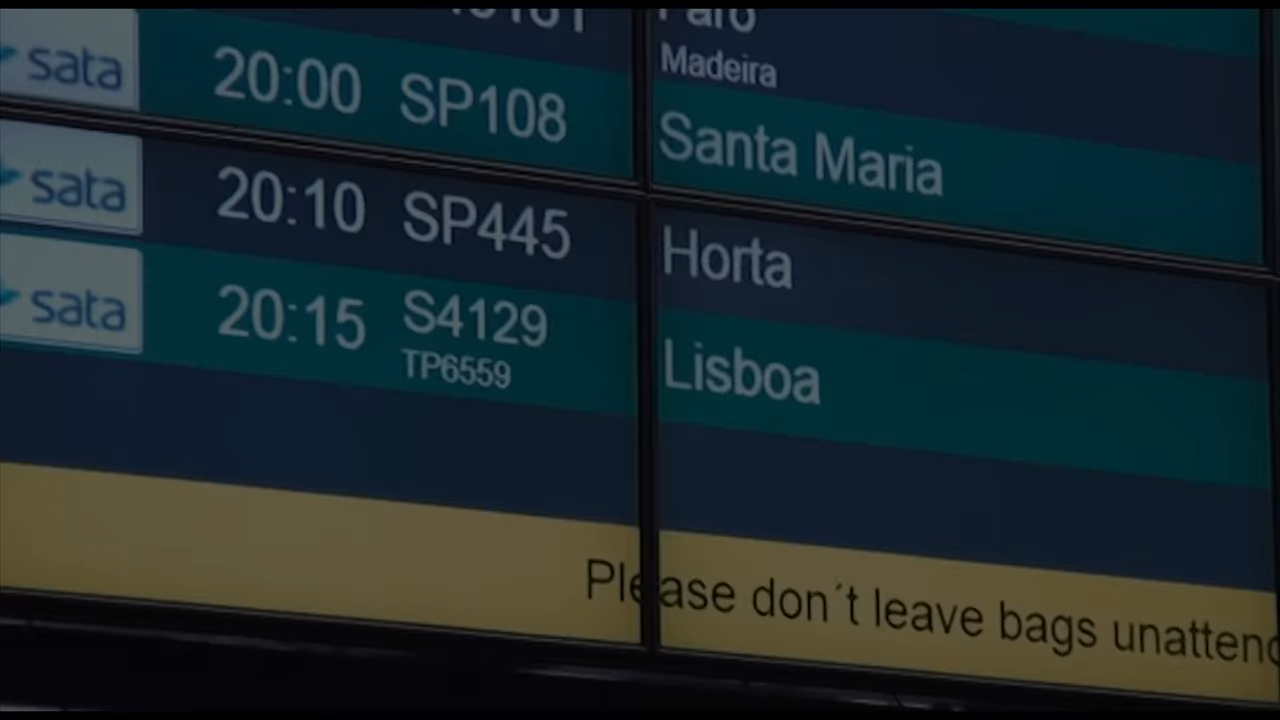 Faro
Madeira
sata 20:00 SP108 Santa Maria
sata 20:10 SP445 Horta
sata 20:15 S4129 Lisboa
TP6559
Please don´t leave bags